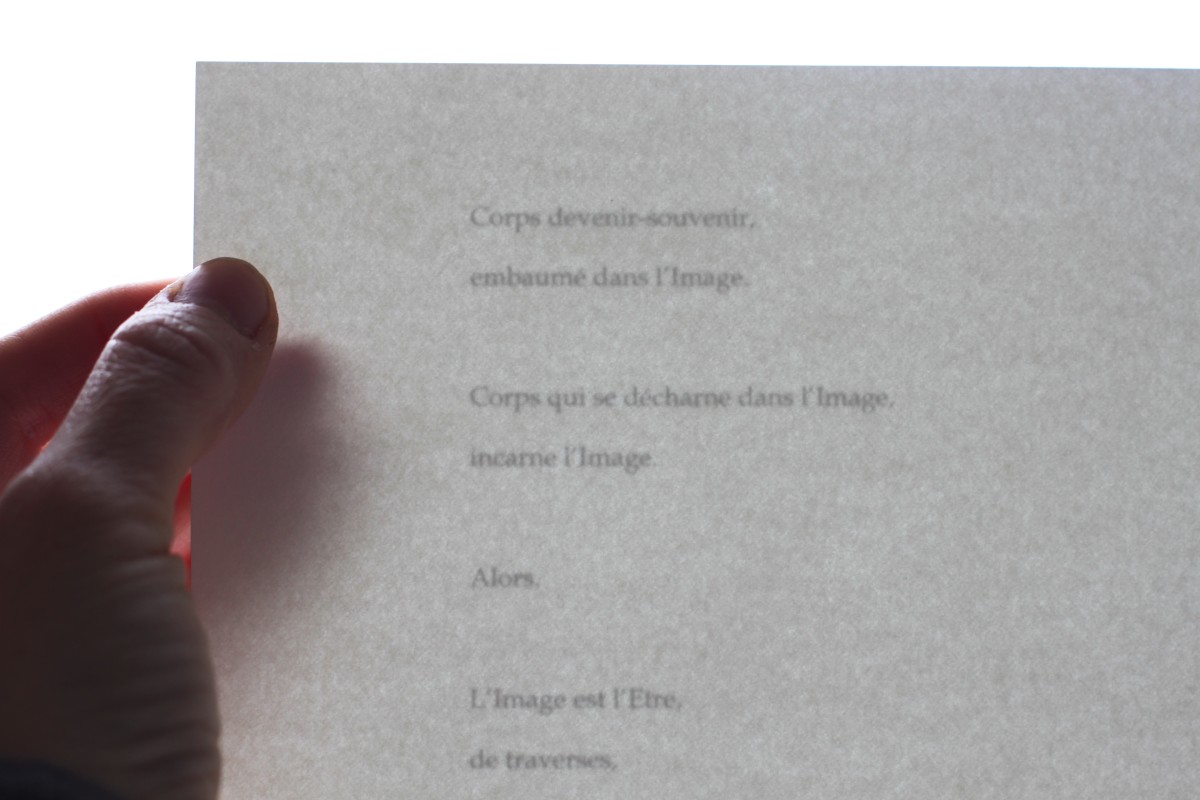 Corps devenir-souvenir,
embaumé dans l'Image.
Corps qui se décharne dans l'Image,
incarne l'Image.
Alors.
L'Image est l'Etre,
de traverses,